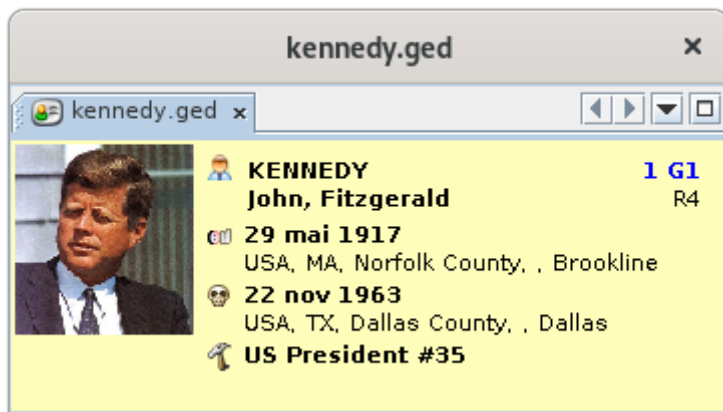 kennedy.ged
kennedy.ged
KENNEDY 1 G1
John, Fitzgerald R4
29 mai 1917
USA, MA, Norfolk County, , Brookline
22 nov 1963
USA, TX, Dallas County, , Dallas
US President #35